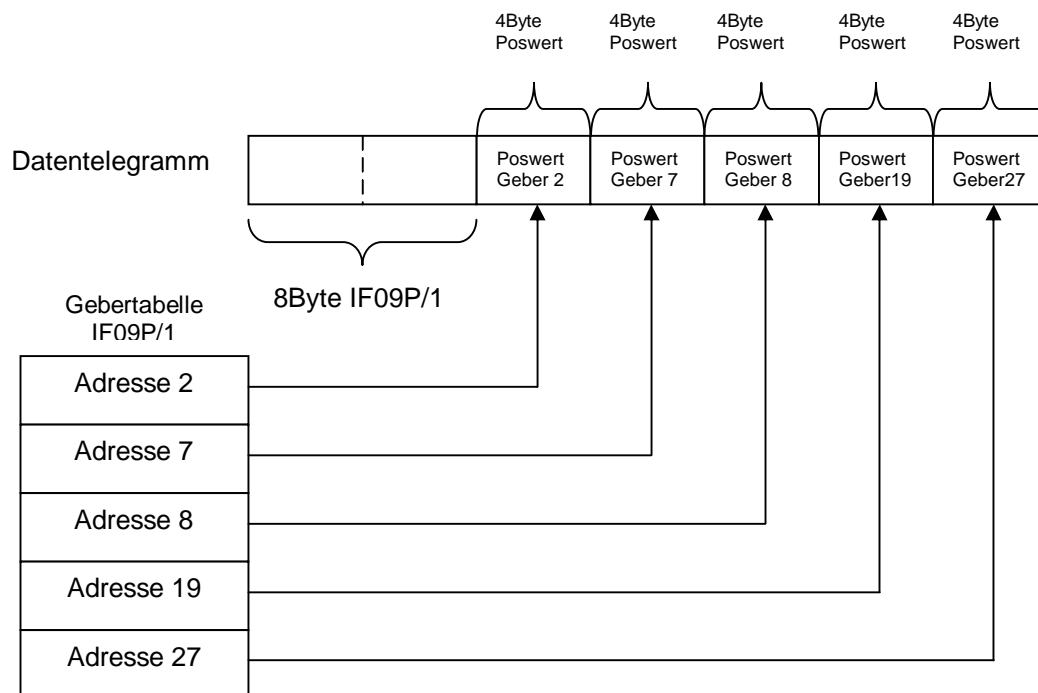 4Byte 4Byte 4Byte 4Byte 4Byte
Poswert Poswert Poswert Poswert Poswert
Datentelegramm
Poswert Poswert Poswert Poswert Poswert
Geber 2 Geber 7 Geber 8 Geber19 Geber27
8Byte IF09P/1
Gebertabelle
IF09P/1
Adresse 2
Adresse 7
Adresse 8
Adresse 19
Adresse 27